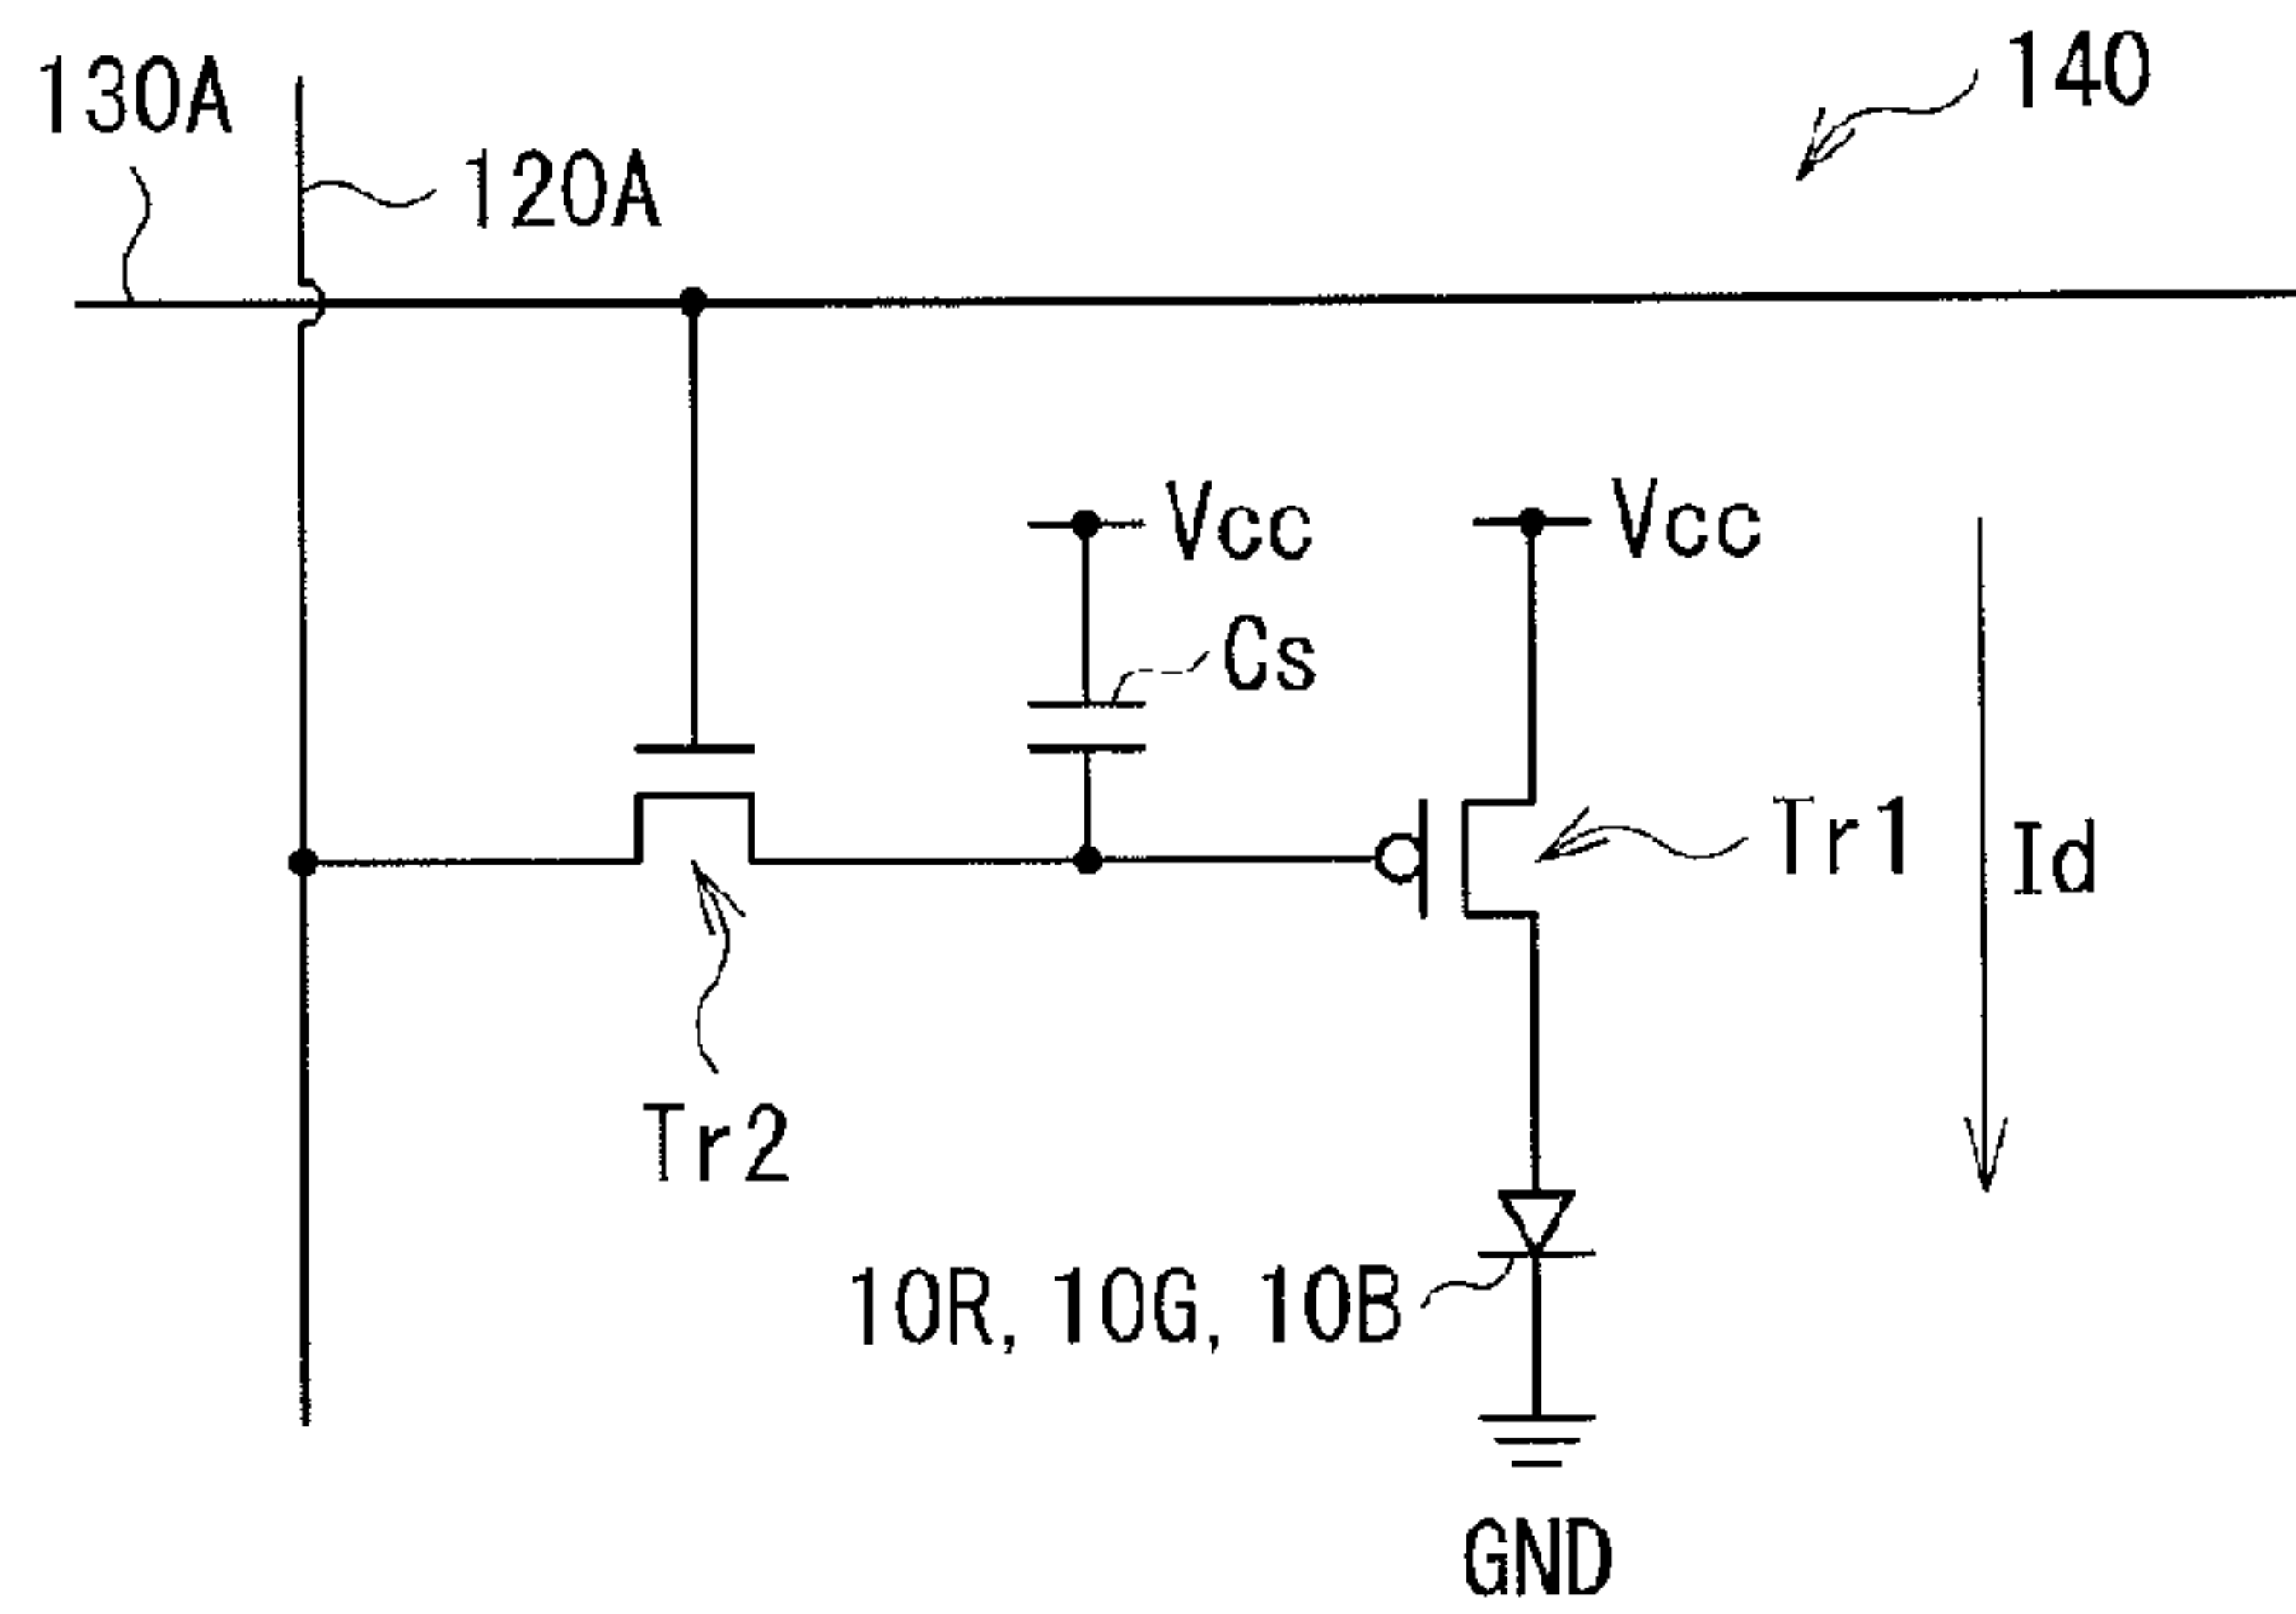 130A
140
120A
Vcc
Vcc
Cs
Tr1
Id
Tr2
10R, 10G, 10B
GND